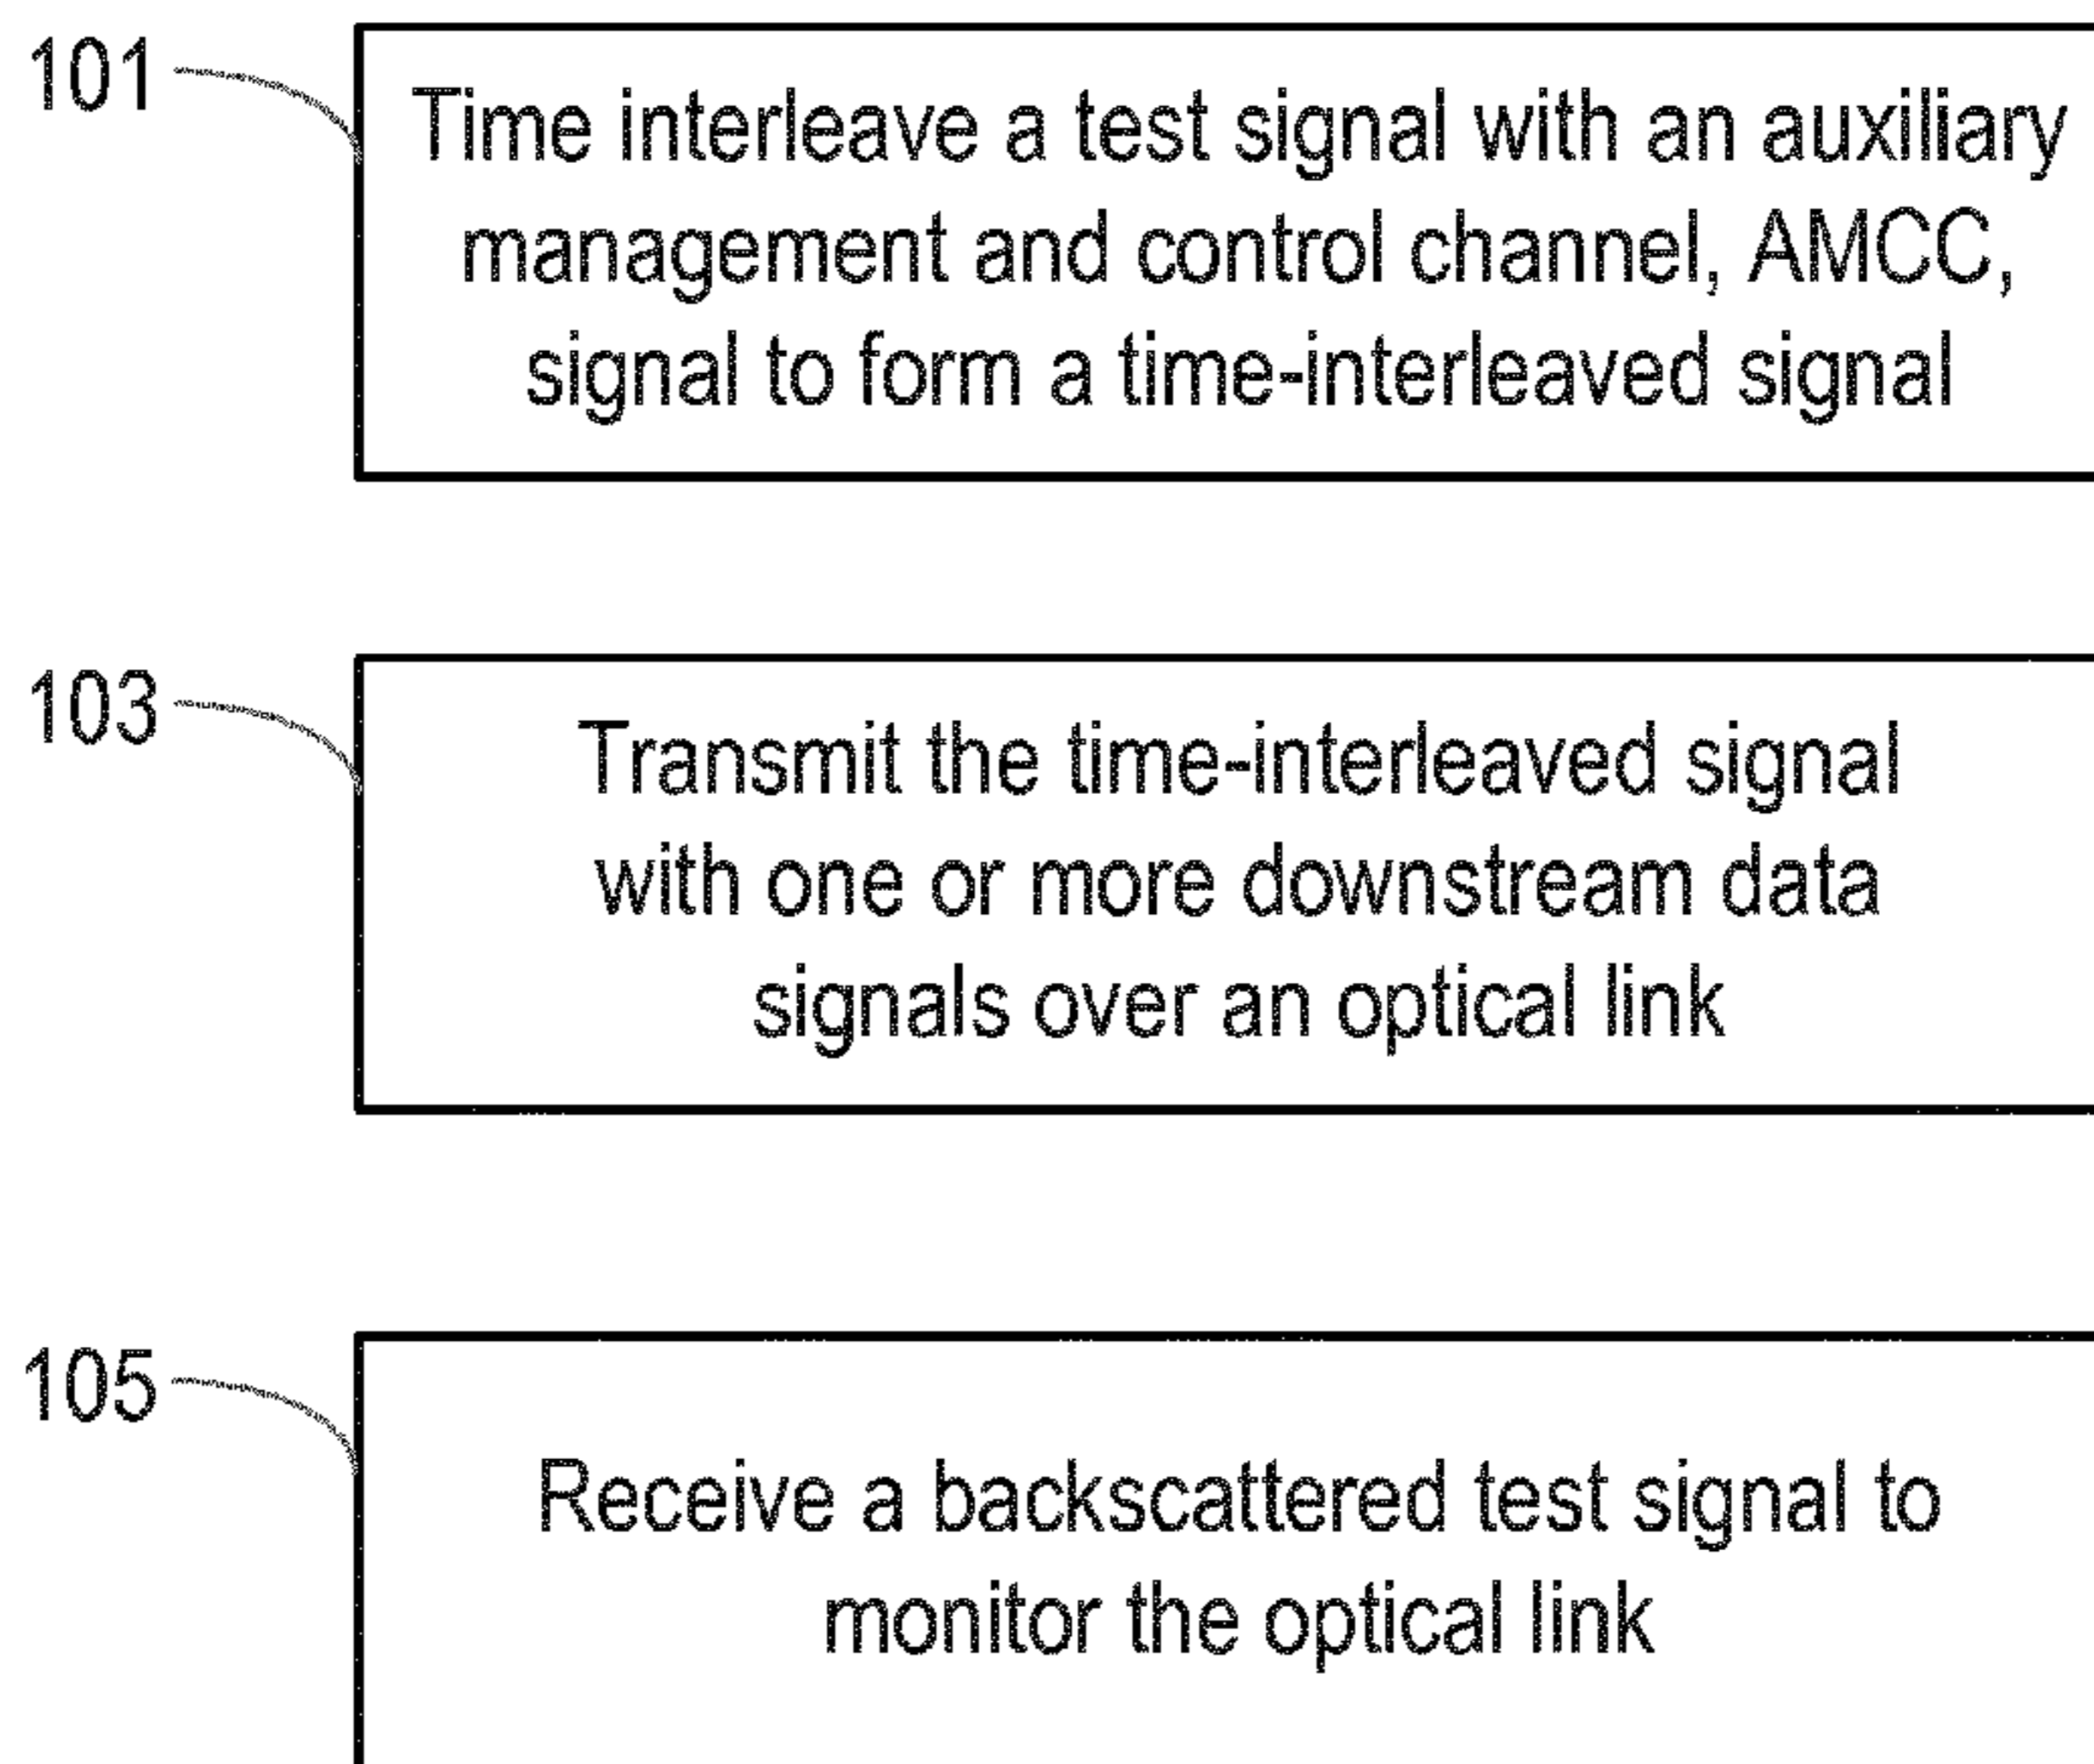 101
Time interleave a test signal with an auxiliary
management and control channel, AMCC,
signal to form a time-interleaved signal
103
Transmit the time-interleaved signal
with one or more downstream data
signals over an optical link
105
Receive a backscattered test signal to
monitor the optical link